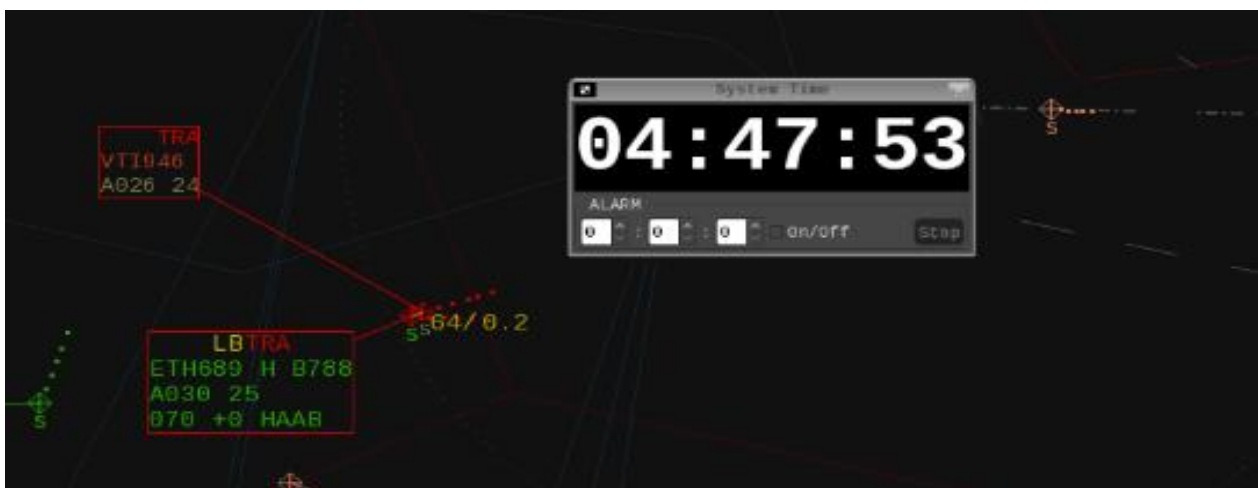 System Time
04:47:53
ALARM
0 : 0 : 0 On/Off Stop
S
TRA
VTI946
A026 24
64/0.2
S S
LBTRA
ETH689 H B788
A030 25
070 +0 HAAB
S